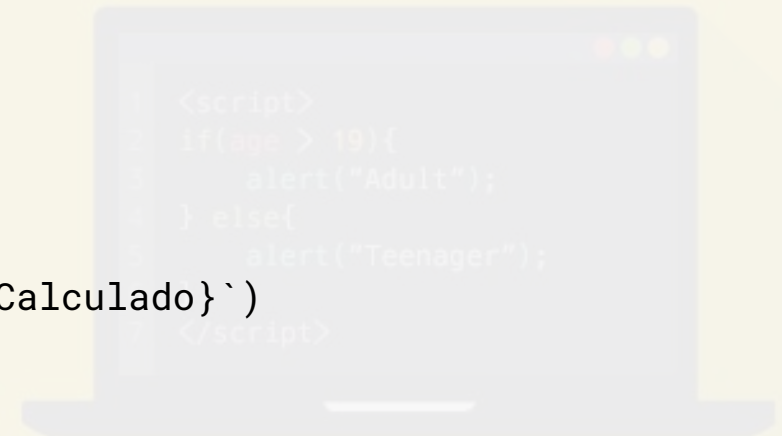 <script>
if(age > 19){
alert("Adult");
} else{
alert("Teenager");
Calculado}`)
</script>